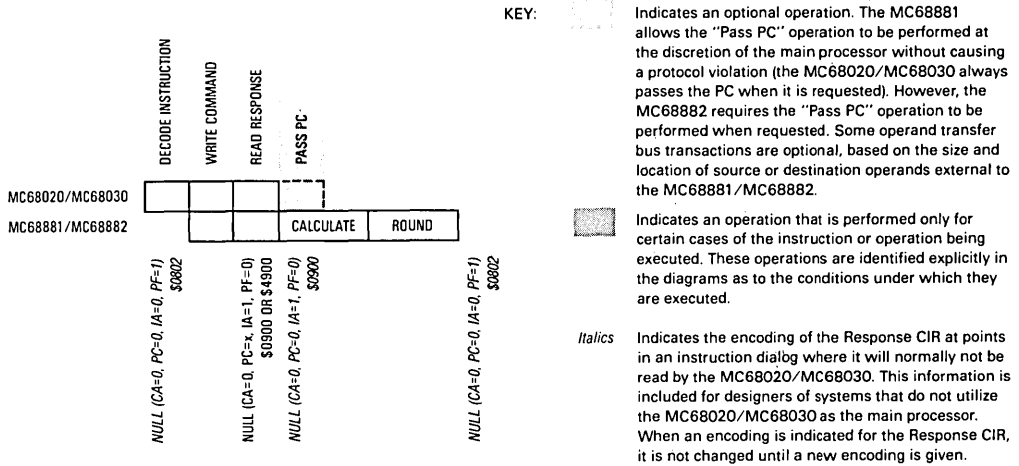 KEY:
Indicates an optional operation. The MC68881
allows the "Pass PC" operation to be performed at
the discretion of the main processor without causing
a protocol violation (the MC68020/MC68030 always
passes the PC when it is requested). However, the
MC68882 requires the "Pass PC" operation to be
performed when requested. Some operand transfer
bus transactions are optional, based on the size and
location of source or destination operands external to
the MC68881/MC68882.
Indicates an operation that is performed only for
certain cases of the instruction or operation being
executed. These operations are identified explicitly in
the diagrams as to the conditions under which they
are executed.
Italics
Indicates the encoding of the Response CIR at points
in an instruction dialbg where it will normally not be
read by the MC68020/MC68030. This information is
included for designers of systems that do not utilize
the MC68020/MC68030 as the main processor.
When an encoding is indicated for the Response CIR,
it is not changed until a new encoding is given.
DECODE INSTRUCTION
WRITE COMMAND
READ RESPONSE
PASS PC
MC68020/MC68030
MC68881/MC68882
CALCULATE
ROUND
NULL (CA=0, PC=0, IA=0, PF=1)
$0802
NULL (CA=0, PC=x, IA=1, PF=0)
$0900 OR $4900
NULL (CA=0, PC=0, IA=1, PF=0)
$0900
NULL (CA=0, PC=0, IA=0, PF=1)
$0802